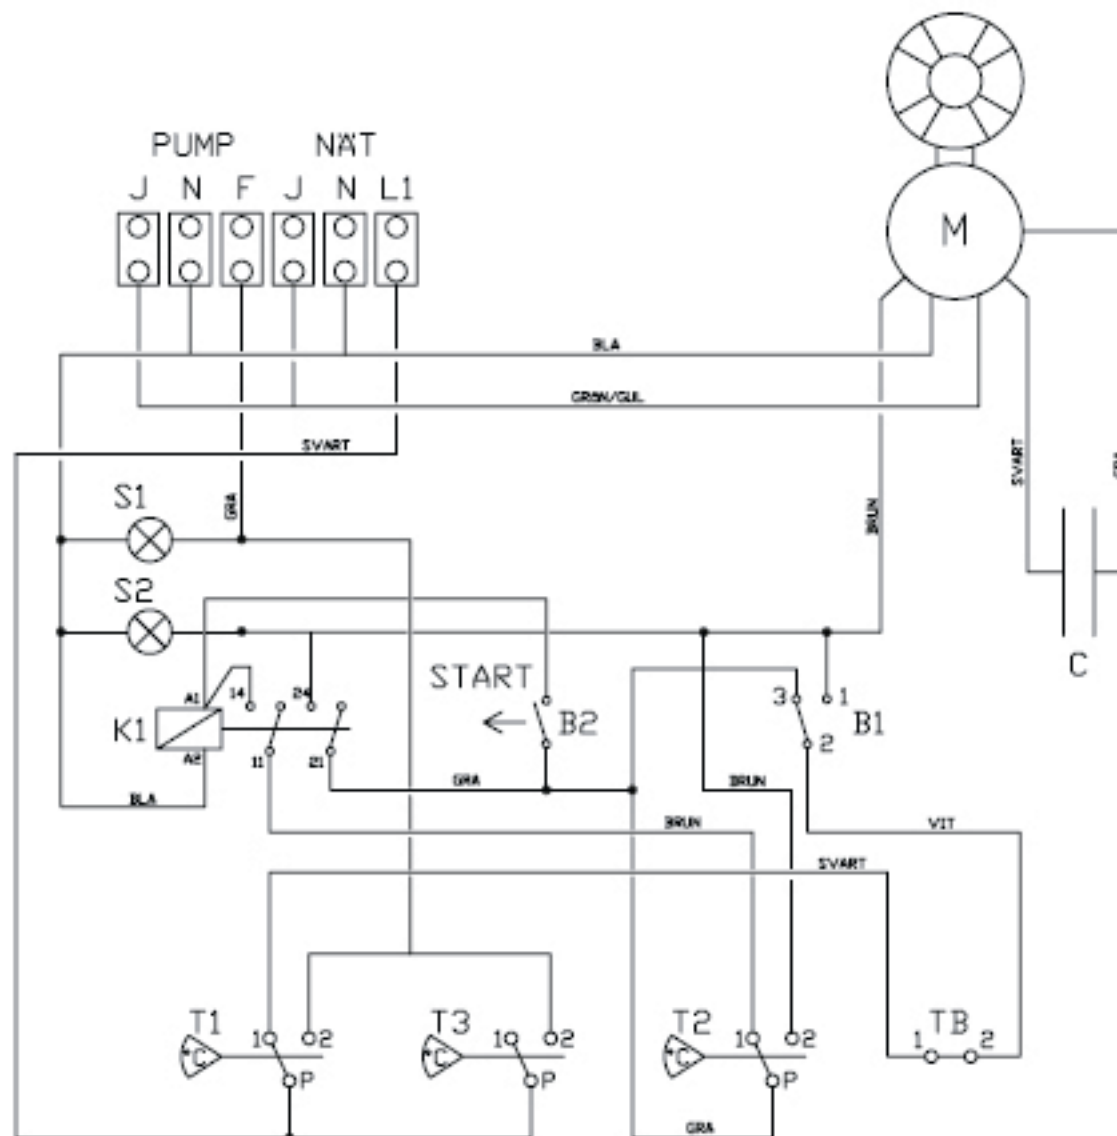 PUMP NÄT
J N F J N L1
M
BLA
GRÖN/GUL
SVART
S1
GRA
BRUN
SVART
S2
C
START
A1 14 24
K1
B2
3 1
B1
2
A2 11 21
BLA
GRA
BRUN
BRUN
VIT
SVART
T1 T3 T2 TB
1 2 1 2 1 2 1 2
°C °C °C
P P P
GRA